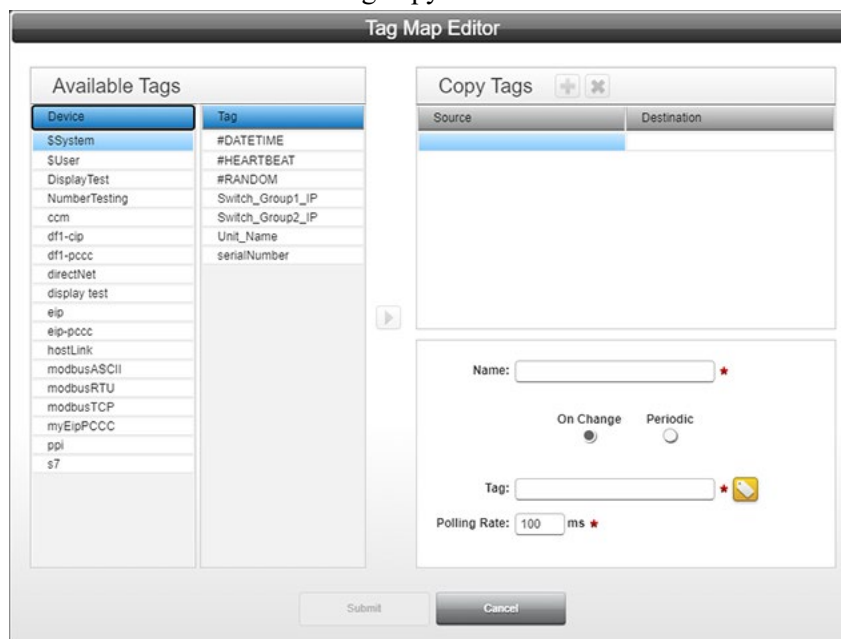 Tag Map Editor
Available Tags
Device
$System
$User
DisplayTest
NumberTesting
ccm
df1-cip
df1-pccc
directNet
display test
eip
eip-pccc
hostLink
modbusASCII
modbusRTU
modbusTCP
myEipPCCC
ppi
s7
Tag
#DATETIME
#HEARTBEAT
#RANDOM
Switch_Group1_IP
Switch_Group2_IP
Unit_Name
serialNumber
Copy Tags
Source Destination
Name: *
On Change Periodic
Tag: *
Polling Rate: 100 ms *
Submit Cancel